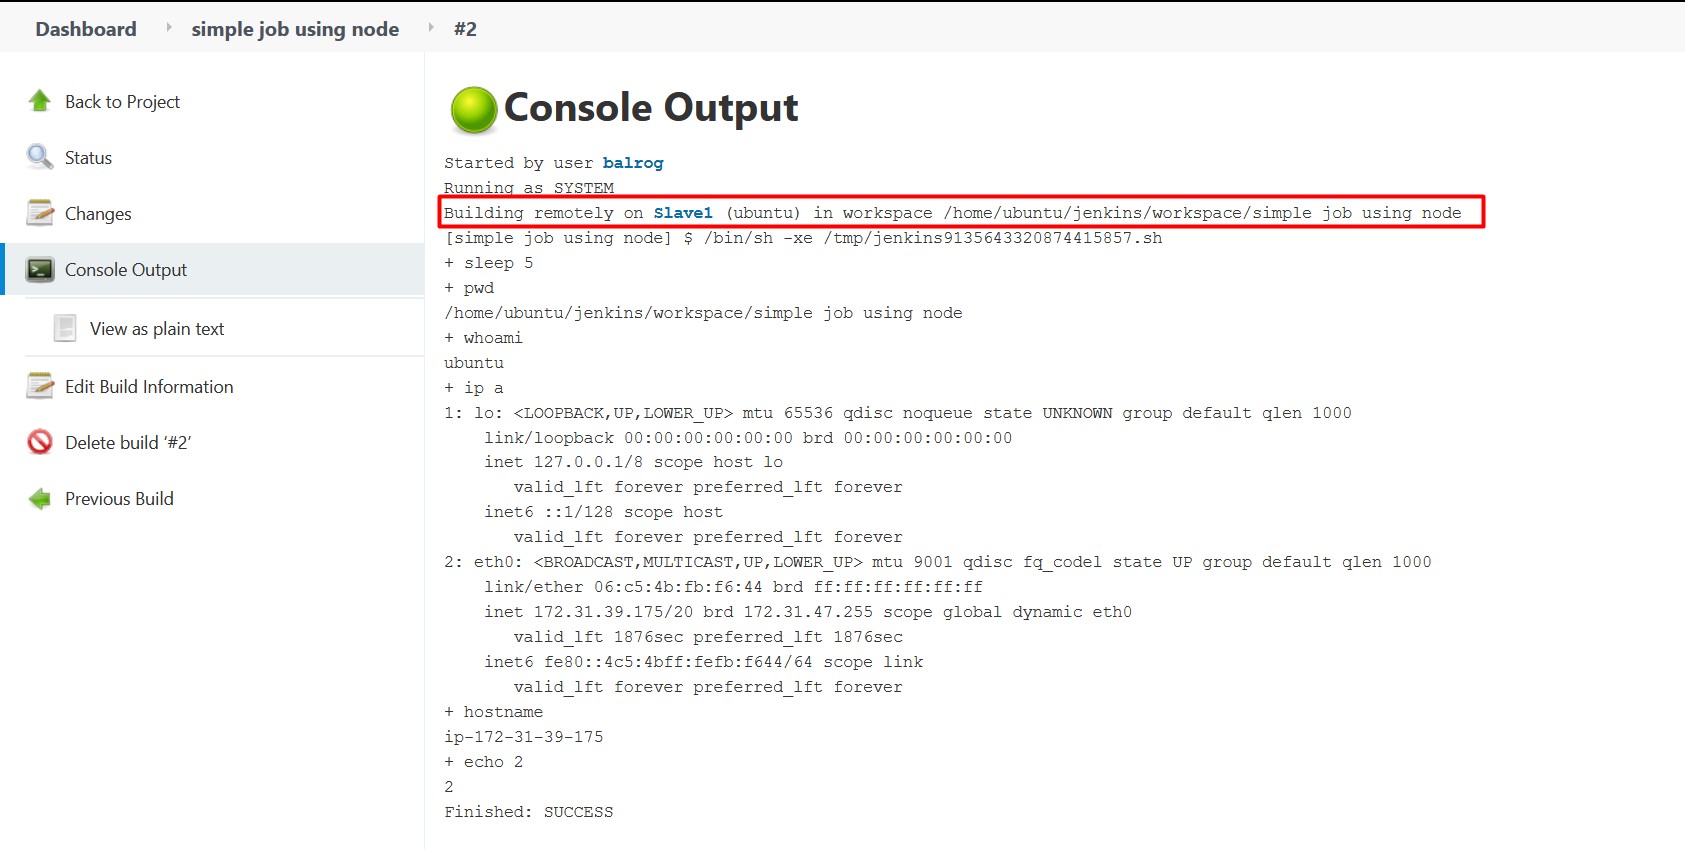 Dashboard simple job using node #2
Back to Project
Status
Changes
Console Output
View as plain text
Edit Build Information
Delete build ‘#2’
Previous Build
Console Output
Started by user balrog
Running as SYSTEM
Building remotely on Slave1 (ubuntu) in workspace /home/ubuntu/jenkins/workspace/simple job using node
[simple job using node] $ /bin/sh -xe /tmp/jenkins9135643320874415857.sh
+ sleep 5
+ pwd
/home/ubuntu/jenkins/workspace/simple job using node
+ whoami
ubuntu
+ ip a
1: lo: <LOOPBACK,UP,LOWER_UP> mtu 65536 qdisc noqueue state UNKNOWN group default qlen 1000
link/loopback 00:00:00:00:00:00 brd 00:00:00:00:00:00
inet 127.0.0.1/8 scope host lo
valid_lft forever preferred_lft forever
inet6 ::1/128 scope host
valid_lft forever preferred_lft forever
2: eth0: <BROADCAST,MULTICAST,UP,LOWER_UP> mtu 9001 qdisc fq_codel state UP group default qlen 1000
link/ether 06:c5:4b:fb:f6:44 brd ff:ff:ff:ff:ff:ff
inet 172.31.39.175/20 brd 172.31.47.255 scope global dynamic eth0
valid_lft 1876sec preferred_lft 1876sec
inet6 fe80::4c5:4bff:fefb:f644/64 scope link
valid_lft forever preferred_lft forever
+ hostname
ip-172-31-39-175
+ echo 2
2
Finished: SUCCESS